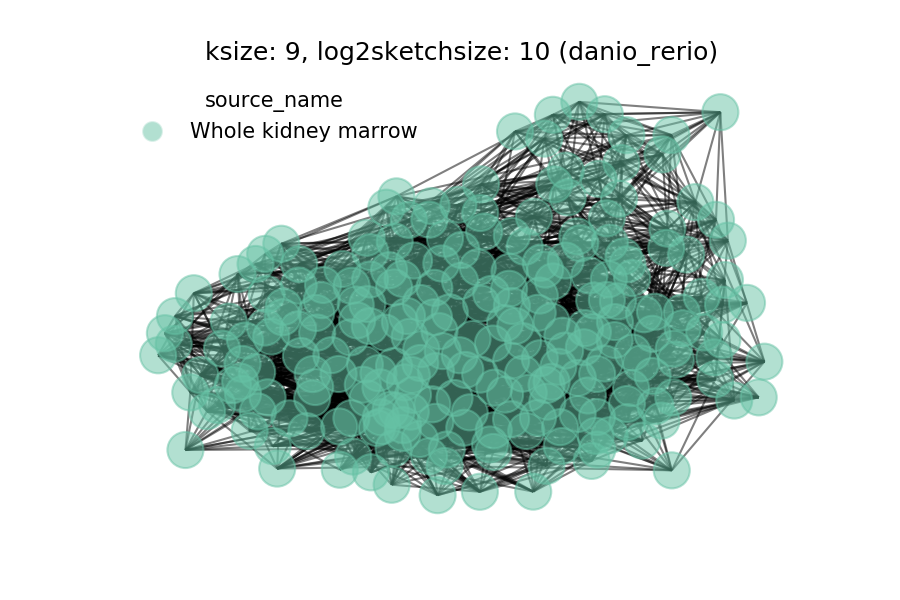 ksize: 9, log2sketchsize: 10 (danio_rerio)
source_name
Whole kidney marrow